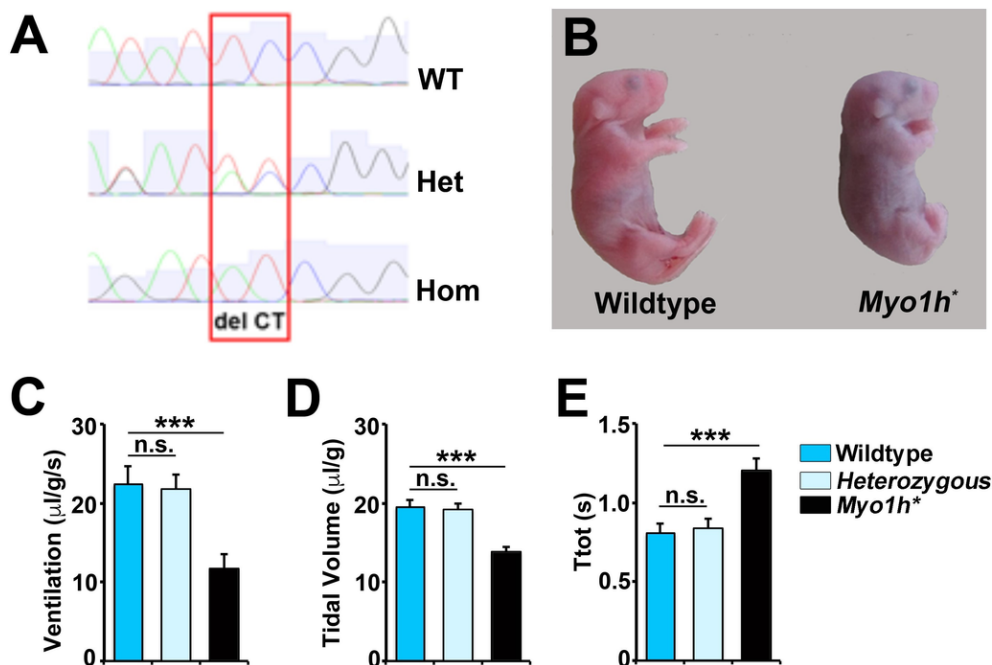 A
WT
Het
Hom
del CT
B
Wildtype
Myo1h*
C
Ventilation (µl/g/s)
30
20
10
0
***
n.s.
D
Tidal Volume (µl/g)
30
20
10
0
***
n.s.
E
Ttot (s)
1.5
1.0
0.5
0
***
n.s.
Wildtype
Heterozygous
Myo1h*